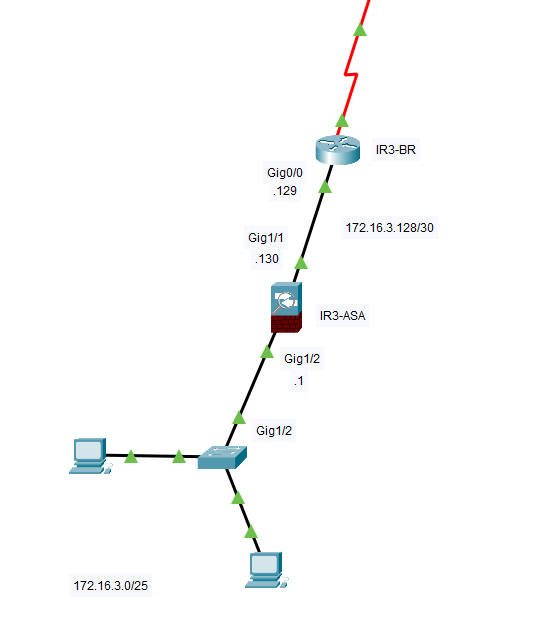 IR3-BR
Gig0/0
.129
172.16.3.128/30
Gig1/1
.130
IR3-ASA
Gig1/2
.1
Gig1/2
172.16.3.0/25